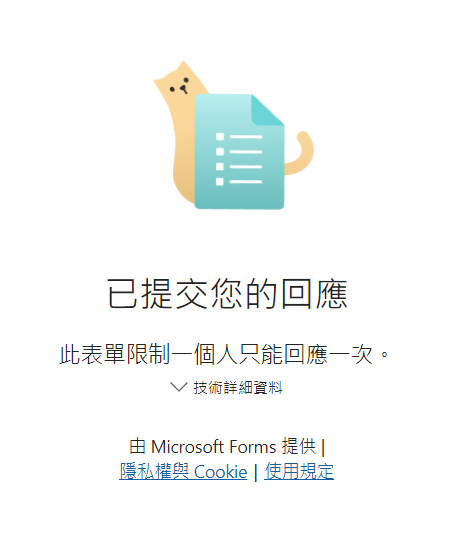 已提交您的回應
此表單限制一個人只能回應一次。
技術詳細資料
由 Microsoft Forms 提供 |
隱私權與 Cookie | 使用規定